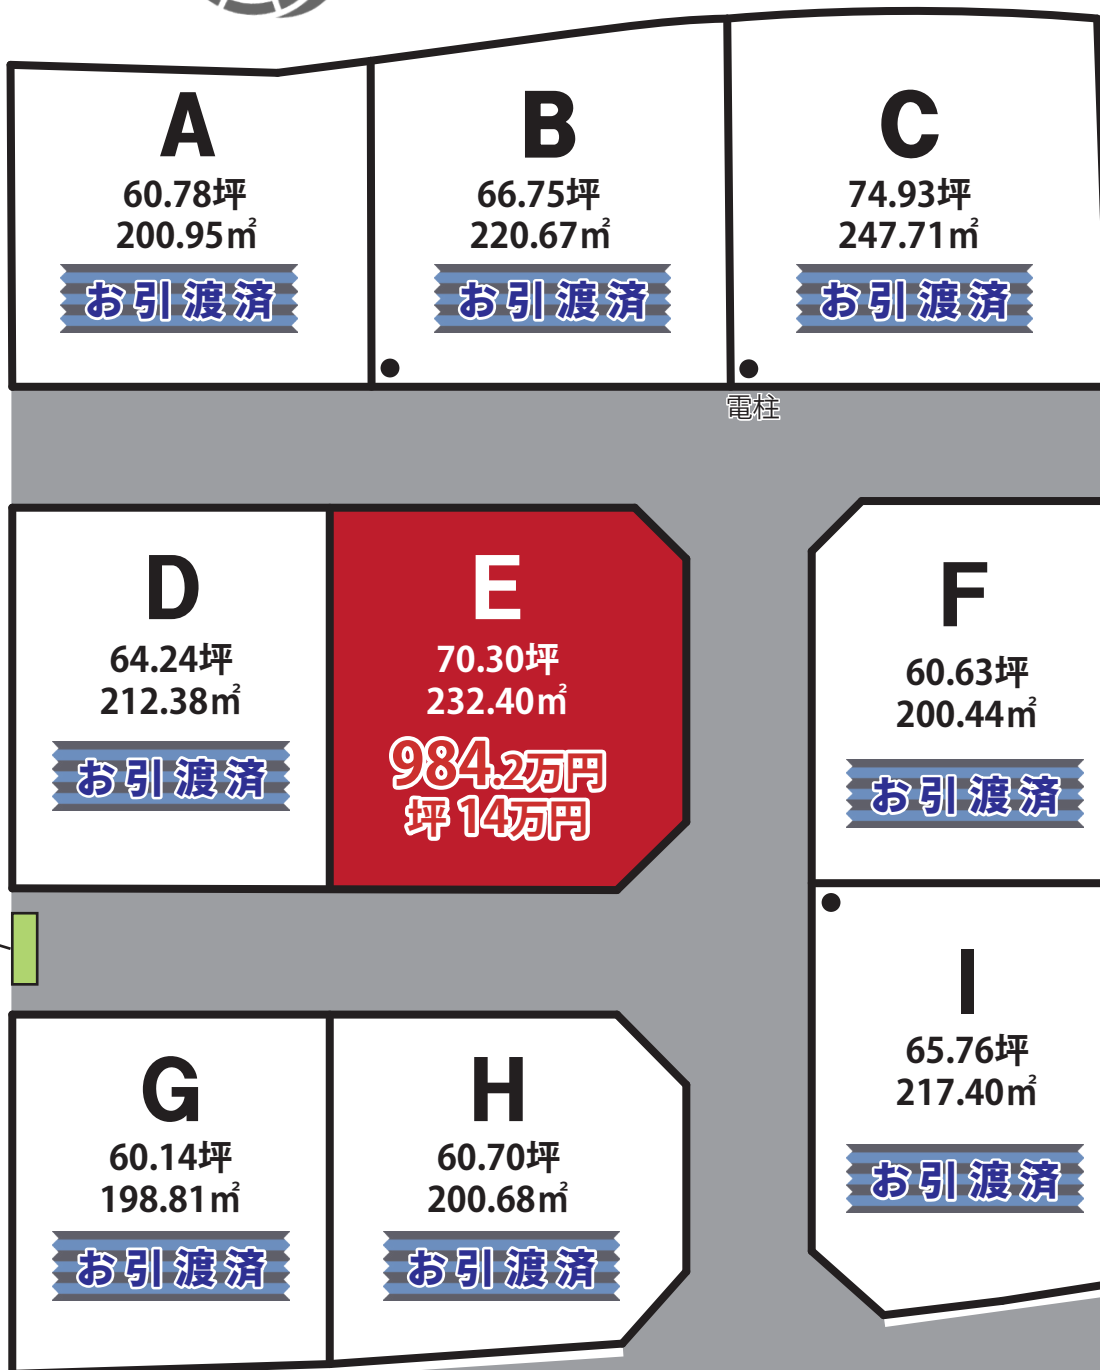 A
60.78坪
200.95㎡
お引渡済
B
66.75坪
220.67㎡
お引渡済
C
74.93坪
247.71㎡
お引渡済
電柱
D
64.24坪
212.38㎡
お引渡済
E
70.30坪
232.40㎡
984.2万円
坪14万円
F
60.63坪
200.44㎡
お引渡済
G
60.14坪
198.81㎡
お引渡済
H
60.70坪
200.68㎡
お引渡済
I
65.76坪
217.40㎡
お引渡済